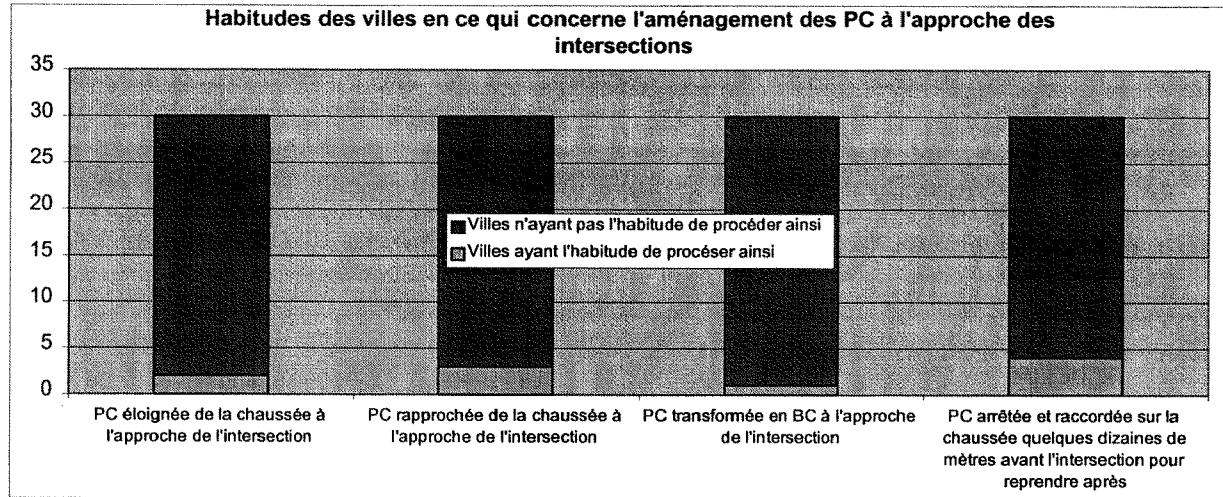 Habitudes des villes en ce qui concerne l'aménagement des PC à l'approche des
intersections
35
30
25
20
15
10
5
0
Villes n'ayant pas l'habitude de procéder ainsi
Villes ayant l'habitude de procéser ainsi
PC éloignée de la chaussée à
l'approche de l'intersection
PC rapprochée de la chaussée à
l'approche de l'intersection
PC transformée en BC à l'approche
de l'intersection
PC arrêtée et raccordée sur la
chaussée quelques dizaines de
mètres avant l'intersection pour
reprendre après